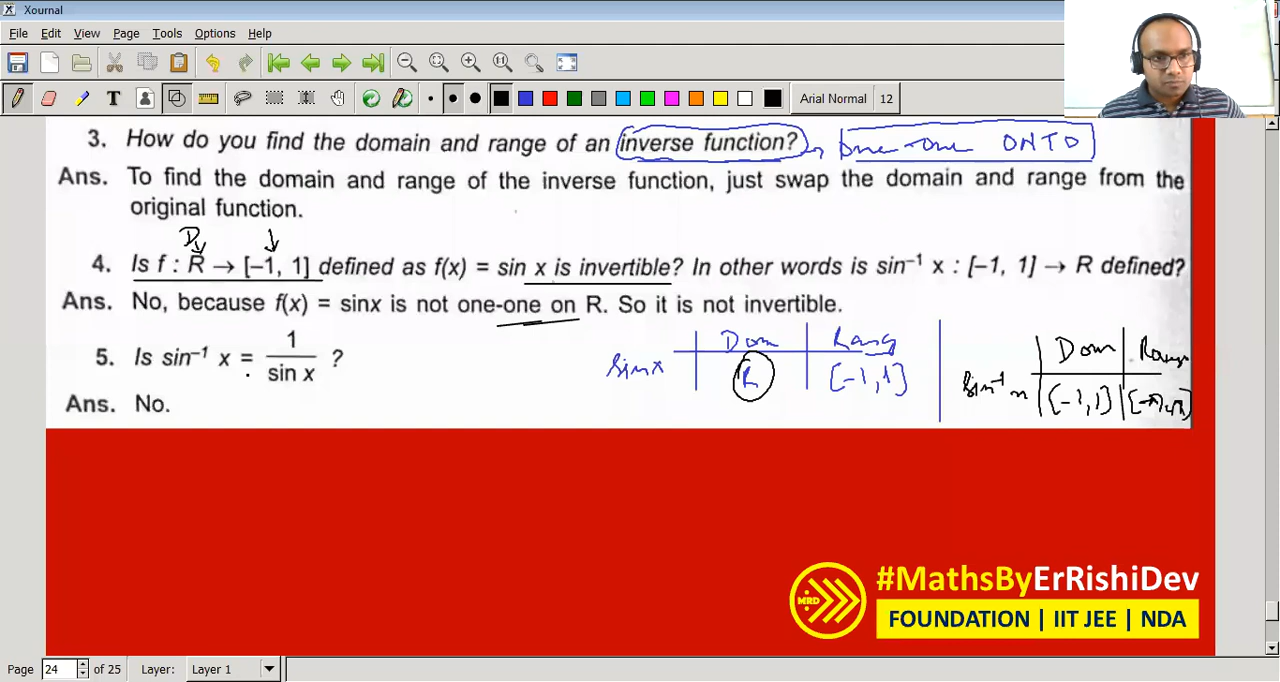 Xournal
File Edit View Page Tools Options Help
Arial Normal 12
3. How do you find the domain and range of an inverse function? one-one ONTO
Ans. To find the domain and range of the inverse function, just swap the domain and range from the
original function.
D
4. Is f : R → [–1, 1] defined as f(x) = sin x is invertible? In other words is sin⁻¹ x : [–1, 1] → R defined?
Ans. No, because f(x) = sinx is not one-one on R. So it is not invertible.
5. Is sin⁻¹ x = 1/sin x ?
Ans. No.
Dom Rang
sinx R [-1, 1]
Dom Range
sin⁻¹ x [-1, 1]
MRD
#MathsByErRishiDev
FOUNDATION | IIT JEE | NDA
Page 24 of 25 Layer: Layer 1